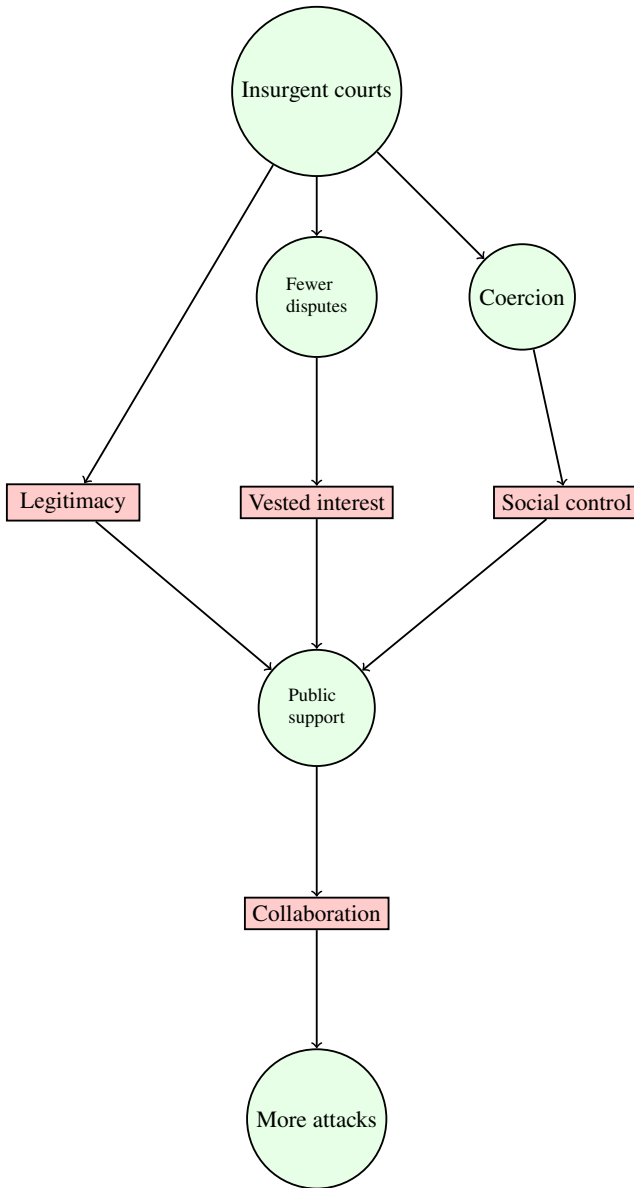 Insurgent courts
Fewer
disputes
Coercion
Legitimacy
Vested interest
Social control
Public
support
Collaboration
More attacks